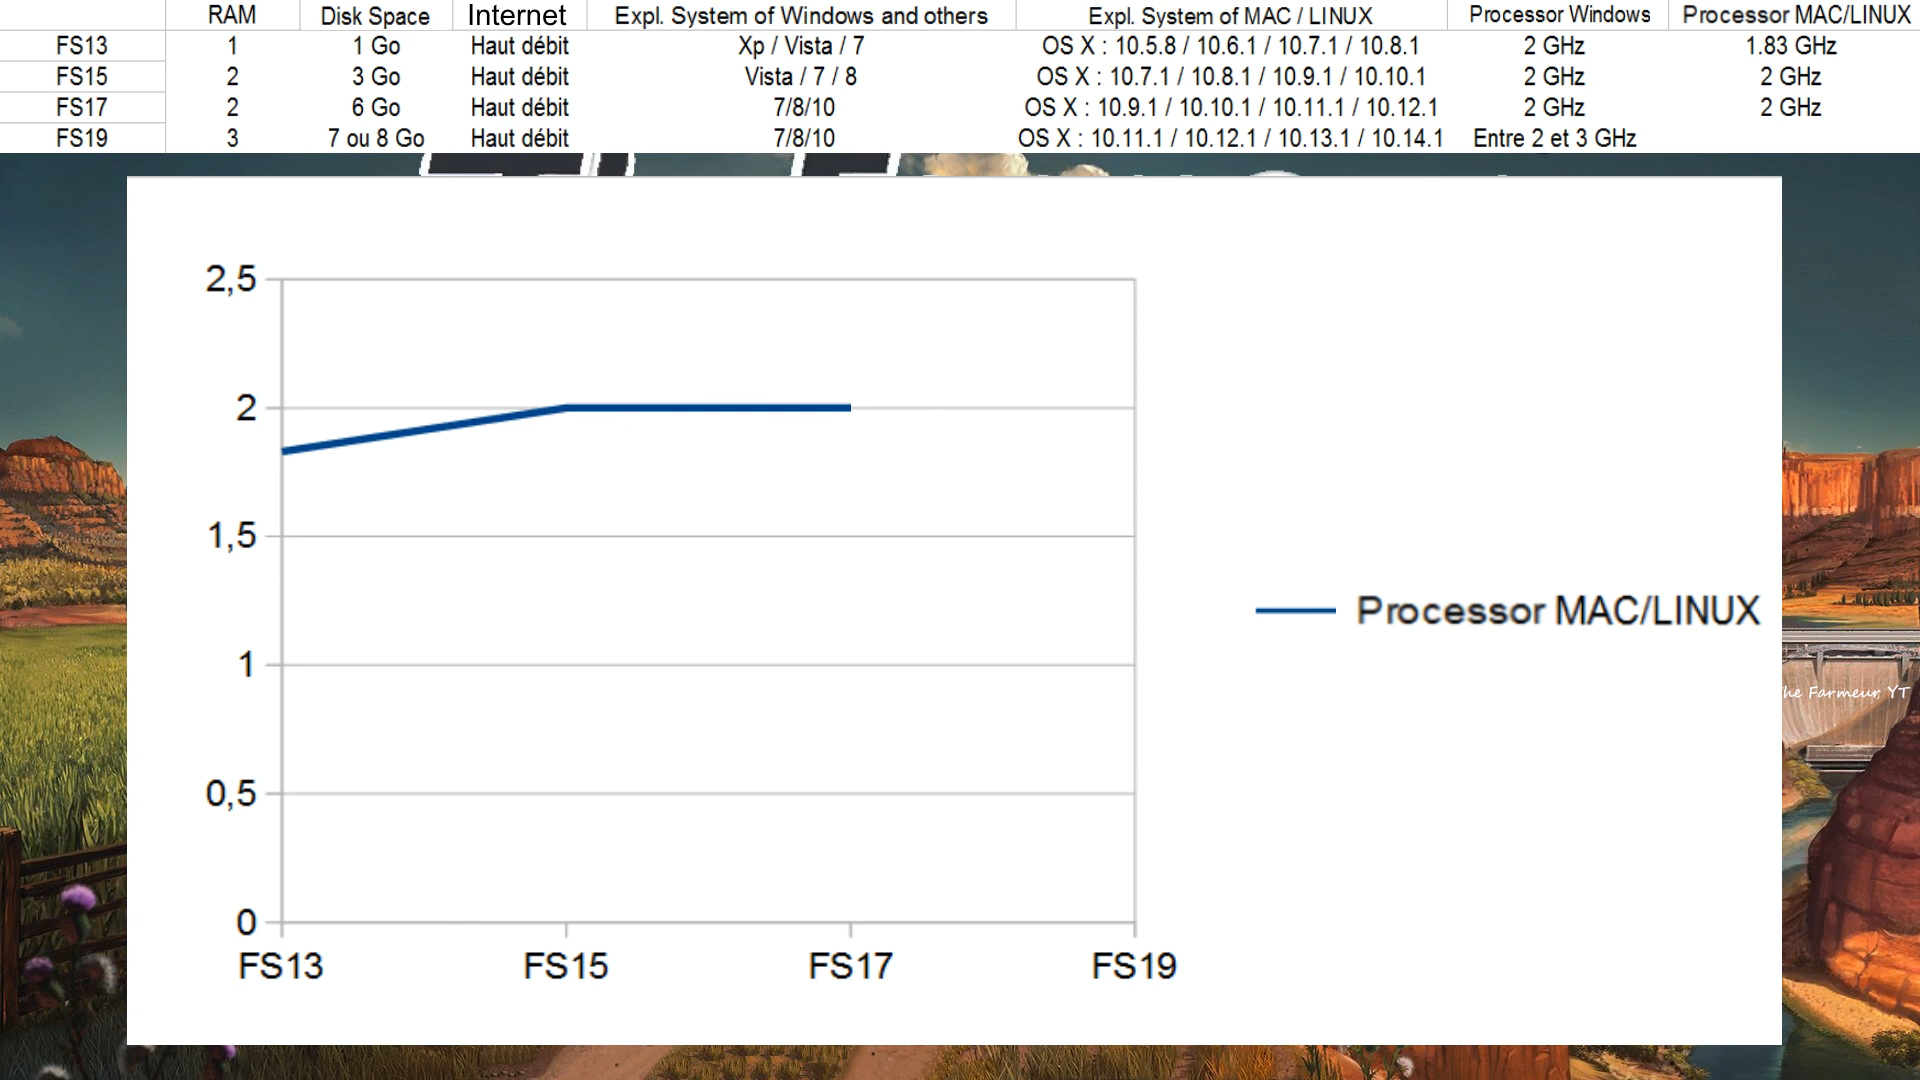 RAM Disk Space Internet Expl. System of Windows and others Expl. System of MAC / LINUX Processor Windows Processor MAC/LINUX
FS13 1 1 Go Haut débit Xp / Vista / 7 OS X : 10.5.8 / 10.6.1 / 10.7.1 / 10.8.1 2 GHz 1.83 GHz
FS15 2 3 Go Haut débit Vista / 7 / 8 OS X : 10.7.1 / 10.8.1 / 10.9.1 / 10.10.1 2 GHz 2 GHz
FS17 2 6 Go Haut débit 7/8/10 OS X : 10.9.1 / 10.10.1 / 10.11.1 / 10.12.1 2 GHz 2 GHz
FS19 3 7 ou 8 Go Haut débit 7/8/10 OS X : 10.11.1 / 10.12.1 / 10.13.1 / 10.14.1 Entre 2 et 3 GHz
2,5
2
1,5
Processor MAC/LINUX
1
Farmeur YT
0,5
0
FS13 FS15 FS17 FS19